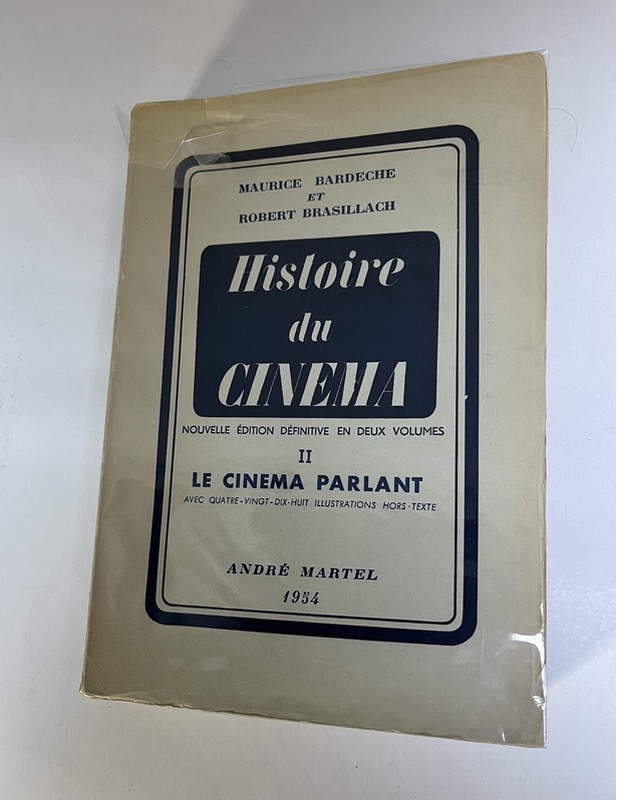 MAURICE BARDECHE
ET
ROBERT BRASILLACH
Histoire
du
CINEMA
NOUVELLE ÉDITION DÉFINITIVE EN DEUX VOLUMES
II
LE CINEMA PARLANT
AVEC QUATRE-VINGT-DIX-HUIT ILLUSTRATIONS HORS-TEXTE
ANDRÉ MARTEL
1954